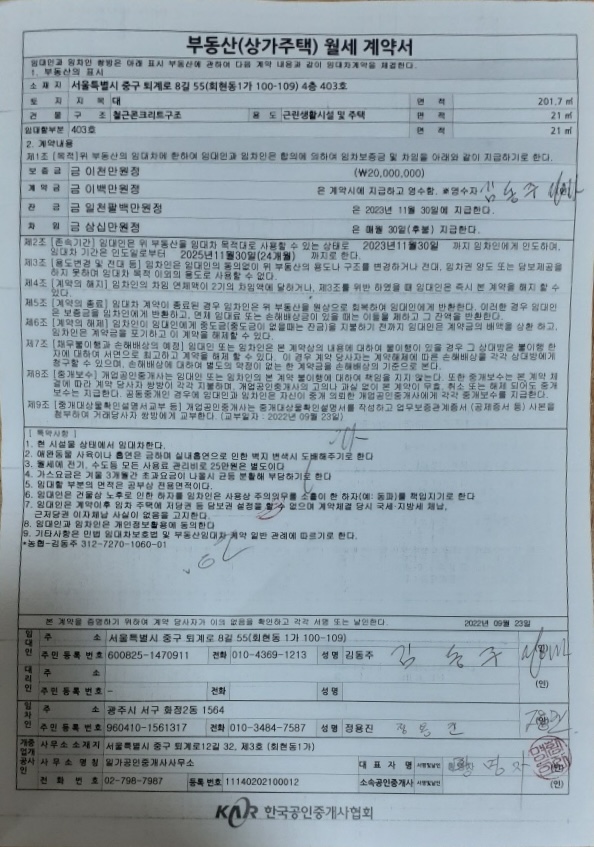 부동산(상가주택) 월세 계약서
임대인과 임차인 쌍방은 아래 표시 부동산에 관하여 다음 계약 내용과 같이 임대차계약을 체결한다.
1. 부동산의 표시
소 재 지 서울특별시 중구 퇴계로 8길 55(회현동1가 100-109) 4층 403호
토 지 지 목 대 면 적 201.7 ㎡
건 물 구 조 철근콘크리트구조 용 도 근린생활시설 및 주택 면 적 21 ㎡
임대할부분 403호 면 적 21 ㎡
2. 계약내용
제1조 [목적]위 부동산의 임대차에 한하여 임대인과 임차인은 합의에 의하여 임차보증금 및 차임을 아래와 같이 지급하기로 한다.
보 증 금 금 이천만원정 (₩20,000,000)
계 약 금 금 이백만원정 은 계약시에 지급하고 영수함. ※영수자 김동주
잔 금 금 일천팔백만원정 은 2023년 11월 30일에 지급한다.
차 임 금 삼십만원정 은 매월 30일(후불) 지급한다.
제2조 [존속기간] 임대인은 위 부동산을 임대차 목적대로 사용할 수 있는 상태로 2023년11월30일 까지 임차인에게 인도하며,
임대차 기간은 인도일로부터 2025년11월30일(24개월) 까지로 한다.
제3조 [용도변경 및 전대 등] 임차인은 임대인의 동의없이 위 부동산의 용도나 구조를 변경하거나 전대, 임차권 양도 또는 담보제공을
하지 못하며 임대차 목적 이외의 용도로 사용할 수 없다.
제4조 [계약의 해지] 임차인의 차임 연체액이 2기의 차임액에 달하거나, 제3조를 위반 하였을 때 임대인은 즉시 본 계약을 해지 할 수
있다.
제5조 [계약의 종료] 임대차 계약이 종료된 경우 임차인은 위 부동산을 원상으로 회복하여 임대인에게 반환한다. 이러한 경우 임대인
은 보증금을 임차인에게 반환하고, 연체 임대료 또는 손해배상금이 있을 때는 이들을 제하고 그 잔액을 반환한다.
제6조 [계약의 해제] 임차인이 임대인에게 중도금(중도금이 없을때는 잔금)을 지불하기 전까지 임대인은 계약금의 배액을 상환 하고,
임차인은 계약금을 포기하고 이 계약을 해제할 수 있다.
제7조 [채무불이행과 손해배상의 예정] 임대인 또는 임차인은 본 계약상의 내용에 대하여 불이행이 있을 경우 그 상대방은 불이행 한
자에 대하여 서면으로 최고하고 계약을 해제 할 수 있다. 이 경우 계약 당사자는 계약해제에 따른 손해배상을 각각 상대방에게
청구할 수 있으며, 손해배상에 대하여 별도의 약정이 없는 한 계약금을 손해배상의 기준으로 본다.
제8조 [중개보수] 개업공인중개사는 임대인 또는 임차인의 본 계약 불이행에 대하여 책임을 지지 않는다. 또한 중개보수는 본 계약 체
결에 따라 계약 당사자 쌍방이 각각 지불하며, 개업공인중개사의 고의나 과실 없이 본 계약이 무효, 취소 또는 해제 되어도 중개
보수는 지급한다. 공동중개인 경우에 임대인과 임차인은 자신이 중개 의뢰한 개업공인중개사에게 각각 중개보수를 지급한다.
제9조 [중개대상물확인설명서교부 등] 개업공인중개사는 중개대상물확인설명서를 작성하고 업무보증관계증서 (공제증서 등) 사본을
첨부하여 거래당사자 쌍방에게 교부한다. (교부일자 : 2022년 09월 23일)
[ 특약사항 ]
1. 현 시설물 상태에서 임대차한다.
2. 애완동물 사육이나 흡연은 금하며 실내흡연으로 인한 벽지 변색시 도배해주기로 한다
3. 월세에 전기, 수도등 모든 사용료 관리비로 25만원은 별도이다
4. 가스요금은 겨울 3개월간 초과요금이 나올시 균등 분할해 부담하기로 한다
5. 임대할 부분의 면적은 공부상 전용면적이다.
6. 임대인은 건물상 노후로 인한 하자를 임차인은 사용상 주의의무를 소홀이 한 하자(예: 동파)를 책임지기로 한다
7. 임대인은 계약이후 임차 주택에 저당권 등 담보권 설정을 할수 없으며 계약체결 당시 국세·지방세 체납,
근저당권 이자체납 사실이 없음을 고지한다.
8. 임대인과 임차인은 개인정보활용에 동의한다
9. 기타사항은 민법 임대차보호법 및 부동산임대차 계약 일반 관례에 따르기로 한다.
*농협-김동주 312-7270-1060-01
본 계약을 증명하기 위하여 계약 당사자가 이의 없음을 확인하고 각각 서명 또는 날인한다. 2022년 09월 23일
임대인 주 소 서울특별시 중구 퇴계로 8길 55(회현동 1가 100-109)
주민 등록 번호 600825-1470911 전화 010-4369-1213 성명 김동주 김동주 (인)
대리인 주 소
주민 등록 번호 - 전화 성명 (인)
임차인 주 소 광주시 서구 화정2동 1564
주민 등록 번호 960410-1561317 전화 010-3484-7587 성명 정용진 정용진 (인)
개업공인중개사 사무소 소재지 서울특별시 중구 퇴계로12길 32, 제3호 (회현동1가)
사 무 소 명 칭 일가공인중개사사무소 대 표 자 명 서명및날인 (인)
전 화 번 호 02-798-7987 등록 번호 11140202100012 소속공인중개사 서명및날인 (인)
KAR 한국공인중개사협회